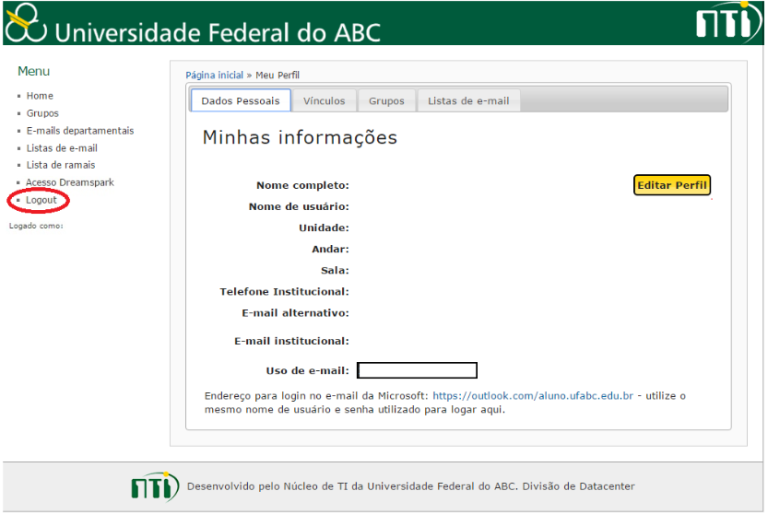 Universidade Federal do ABC
nTi
Menu
Home
Grupos
E-mails departamentais
Listas de e-mail
Lista de ramais
Acesso Dreamspark
Logout
Logado como:
Página inicial » Meu Perfil
Dados Pessoais Vínculos Grupos Listas de e-mail
Minhas informações
Nome completo:
Editar Perfil
Nome de usuário:
Unidade:
Andar:
Sala:
Telefone Institucional:
E-mail alternativo:
E-mail institucional:
Uso de e-mail:
Endereço para login no e-mail da Microsoft: https://outlook.com/aluno.ufabc.edu.br - utilize o
mesmo nome de usuário e senha utilizado para logar aqui.
nTi
Desenvolvido pelo Núcleo de TI da Universidade Federal do ABC. Divisão de Datacenter